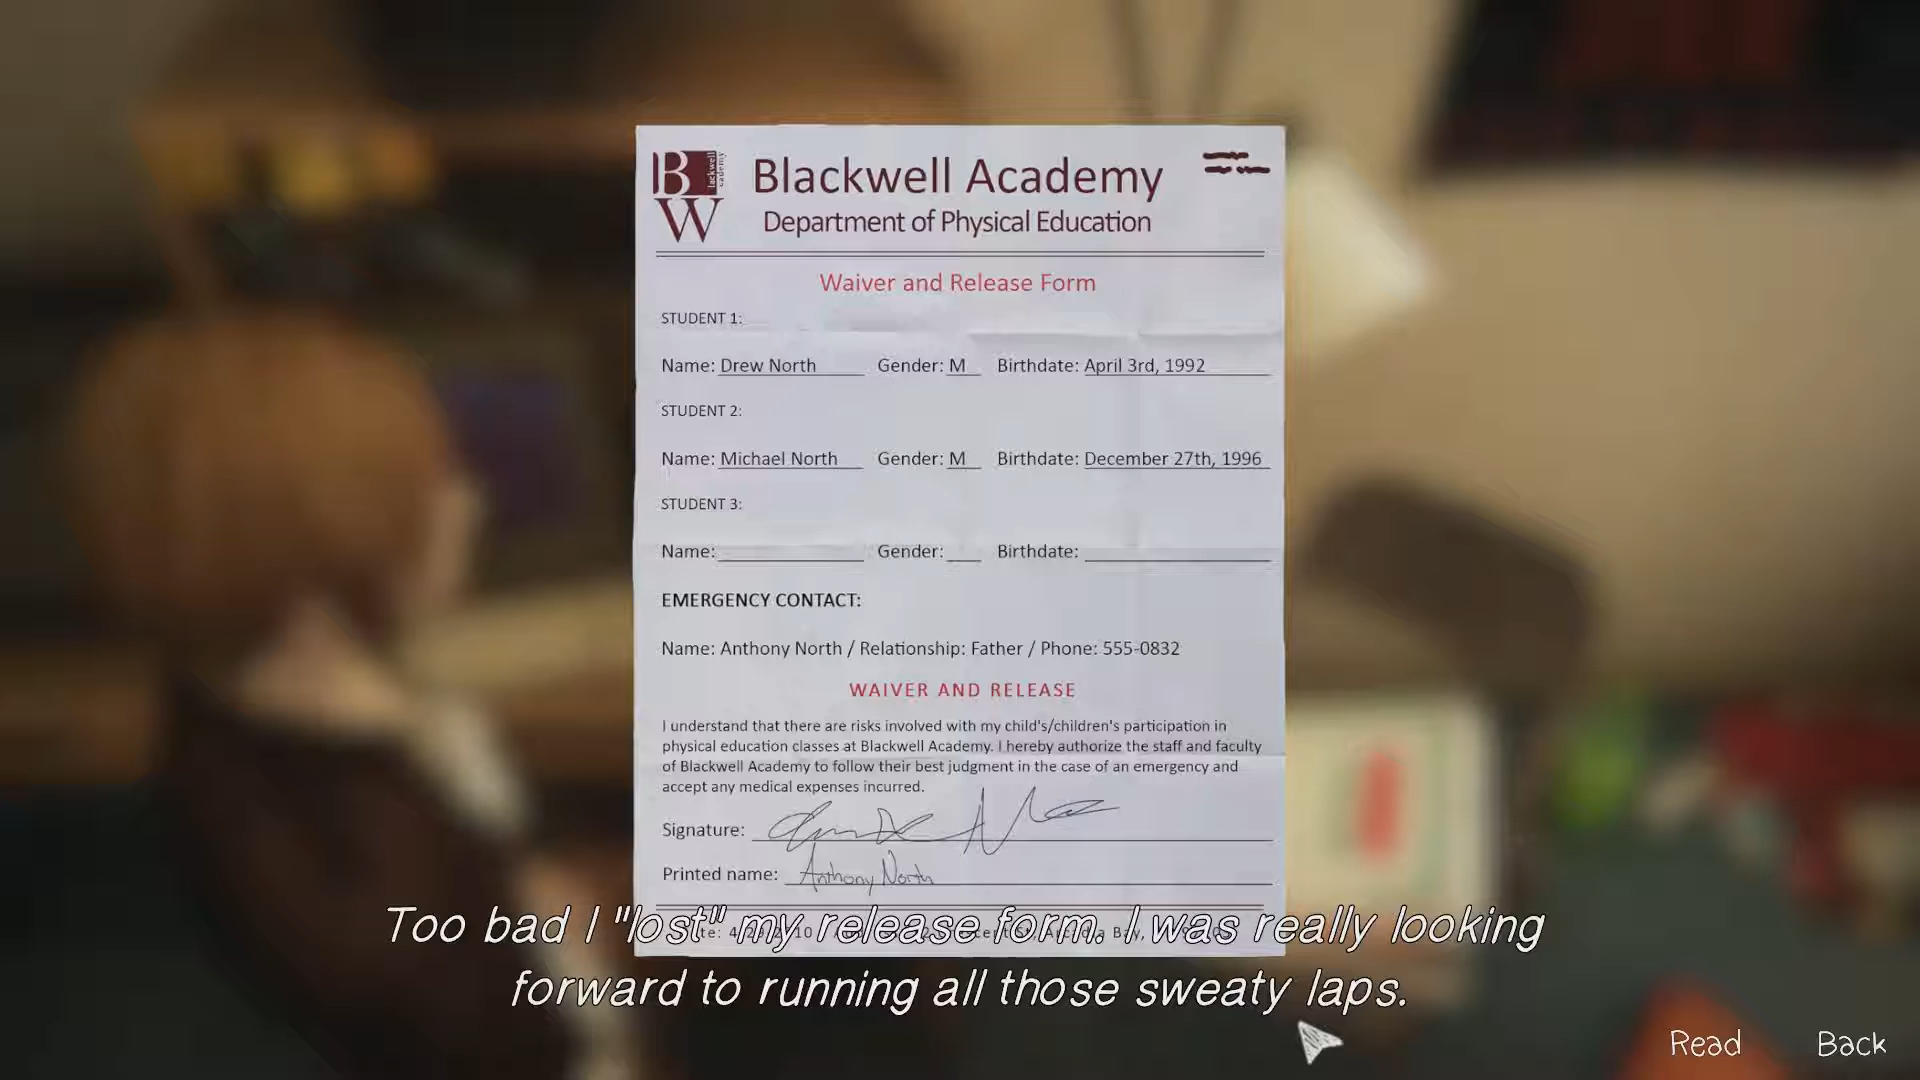 B lackwell cademy
W
Blackwell Academy
Department of Physical Education
Waiver and Release Form
STUDENT 1:
Name: Drew North Gender: M Birthdate: April 3rd, 1992
STUDENT 2:
Name: Michael North Gender: M Birthdate: December 27th, 1996
STUDENT 3:
Name: Gender: Birthdate:
EMERGENCY CONTACT:
Name: Anthony North / Relationship: Father / Phone: 555-0832
WAIVER AND RELEASE
I understand that there are risks involved with my child's/children's participation in
physical education classes at Blackwell Academy. I hereby authorize the staff and faculty
of Blackwell Academy to follow their best judgment in the case of an emergency and
accept any medical expenses incurred.
Signature:
Printed name: Anthony North
Bay,
Too bad I "lost" my release form. I was really looking
forward to running all those sweaty laps.
Read Back